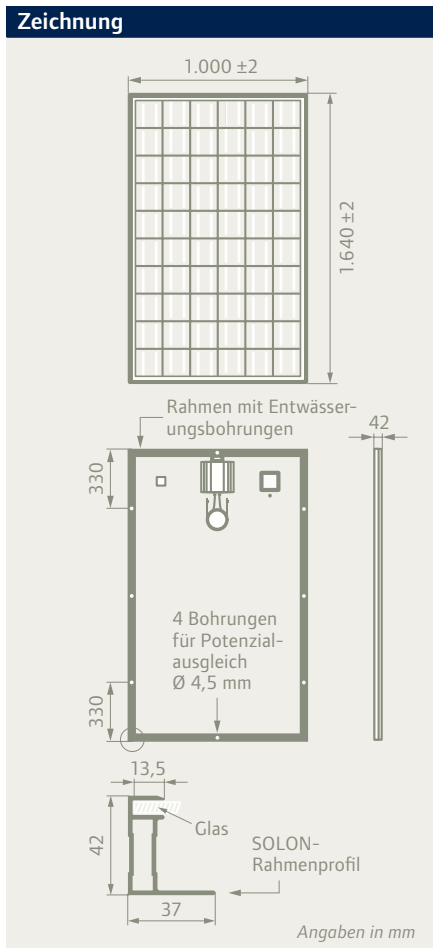 Zeichnung
1.000 ±2
1.640 ±2
Rahmen mit Entwässer-
ungsbohrungen
42
330
4 Bohrungen
für Potenzial-
ausgleich
Ø 4,5 mm
330
13,5
Glas
42
SOLON-
Rahmenprofil
37
Angaben in mm